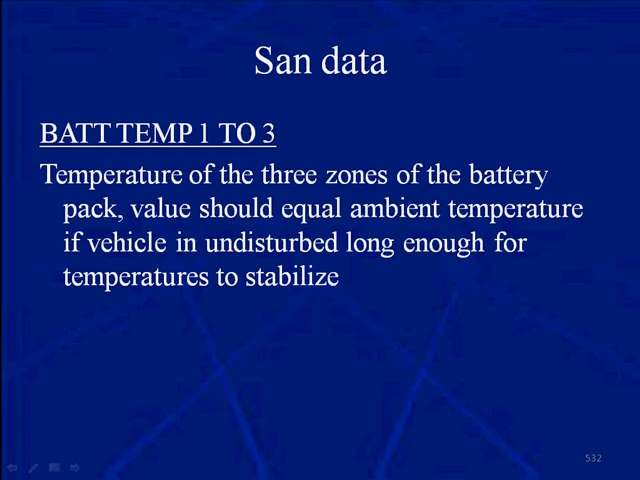 San data
BATT TEMP 1 TO 3
Temperature of the three zones of the battery
pack, value should equal ambient temperature
if vehicle in undisturbed long enough for
temperatures to stabilize
532